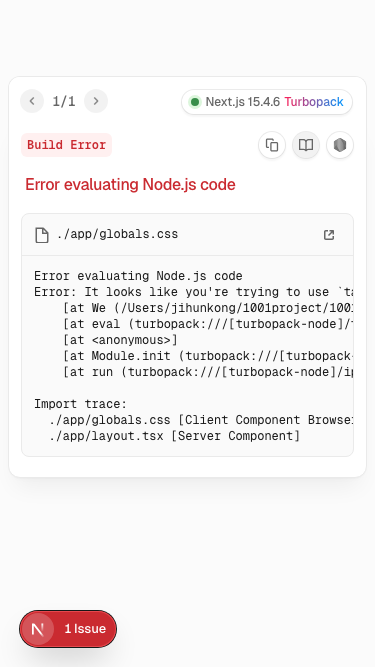 1/1
Next.js 15.4.6 Turbopack
Build Error
Error evaluating Node.js code
./app/globals.css
Error evaluating Node.js code
Error: It looks like you're trying to use `ta
[at We (/Users/jihunkong/1001project/100
[at eval (turbopack:///[turbopack-node]/
[at <anonymous>]
[at Module.init (turbopack:///[turbopack-
[at run (turbopack:///[turbopack-node]/ip
Import trace:
./app/globals.css [Client Component Browse
./app/layout.tsx [Server Component]
N
1 Issue